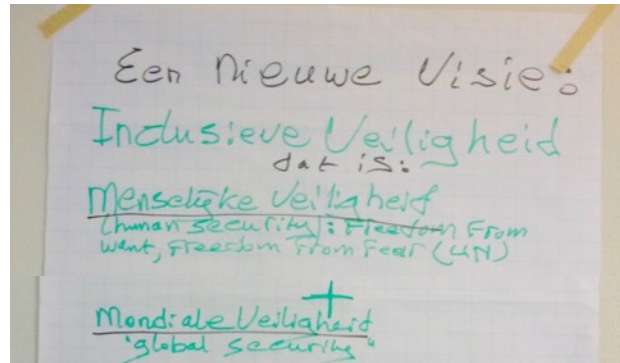 Een Nieuwe Visie:
Inclusieve Veiligheid
dat is:
Menselijke Veiligheid
(human security): Freedom From
want, Freedom From Fear (UN)
+
Mondiale Veiligheid
"global security"